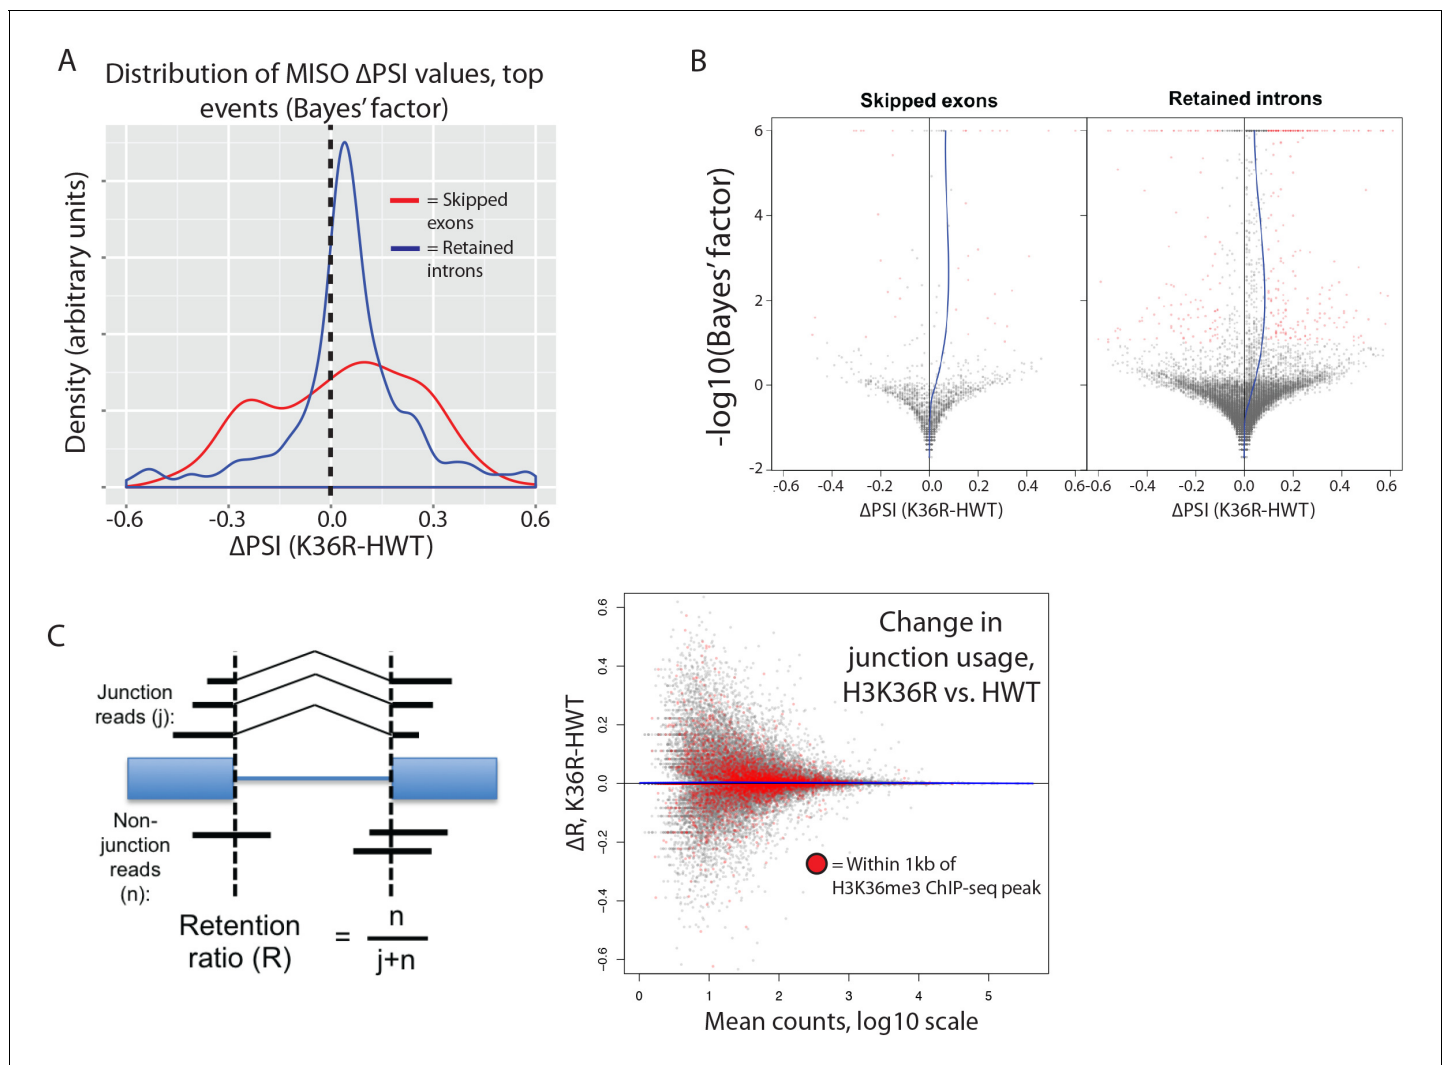 A
Distribution of MISO ΔPSI values, top
events (Bayes' factor)
Density (arbitrary units)
= Skipped
exons
= Retained
introns
-0.6
-0.3
0.0
0.3
0.6
ΔPSI (K36R-HWT)
B
Skipped exons
Retained introns
-log10(Bayes' factor)
6
4
2
0
-2
-0.6
-0.4
-0.2
0.0
0.2
0.4
0.6
-0.6
-0.4
-0.2
0.0
0.2
0.4
0.6
ΔPSI (K36R-HWT)
ΔPSI (K36R-HWT)
C
Junction
reads (j):
Non-
junction
reads
(n):
Retention
ratio (R)
=
n
j+n
Change in
junction usage,
H3K36R vs. HWT
ΔR, K36R-HWT
0.6
0.4
0.2
0.0
-0.2
-0.4
-0.6
= Within 1kb of
H3K36me3 ChIP-seq peak
0
1
2
3
4
5
Mean counts, log10 scale